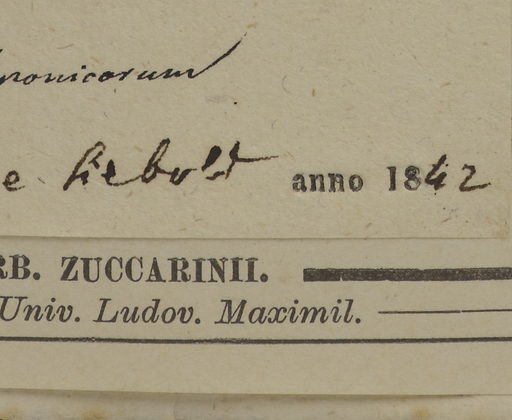 ponicorum
e Siebold anno 1842
RB. ZUCCARINII.
Univ. Ludov. Maximil.